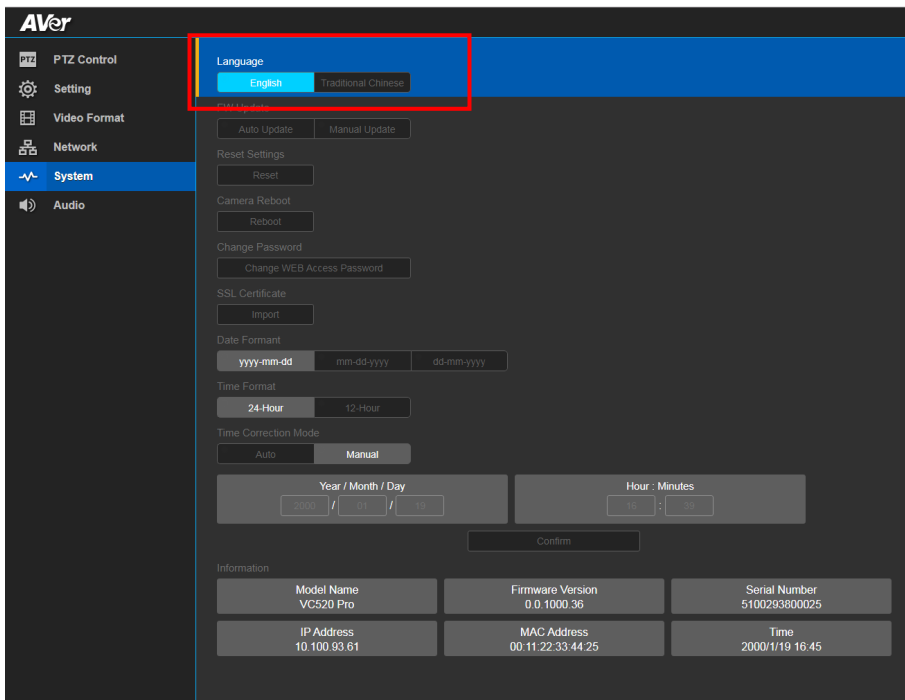 AVer
PTZ PTZ Control
Setting
Video Format
Network
System
Audio
Language
English Traditional Chinese
FW Update
Auto Update Manual Update
Reset Settings
Reset
Camera Reboot
Reboot
Change Password
Change WEB Access Password
SSL Certificate
Import
Date Formant
yyyy-mm-dd mm-dd-yyyy dd-mm-yyyy
Time Format
24-Hour 12-Hour
Time Correction Mode
Auto Manual
Year / Month / Day Hour : Minutes
2000 / 01 / 19 16 : 39
Confirm
Information
Model Name Firmware Version Serial Number
VC520 Pro 0.0.1000.36 5100293800025
IP Address MAC Address Time
10.100.93.61 00:11:22:33:44:25 2000/1/19 16:45